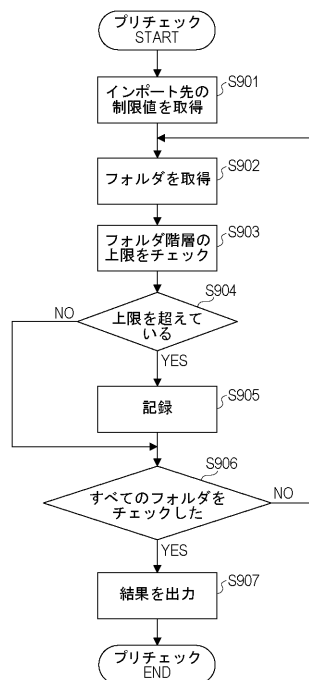 プリチェック
START
インポート先の
制限値を取得
S901
フォルダを取得
S902
フォルダ階層の
上限をチェック
S903
上限を超えて
いる
S904
NO
YES
記録
S905
すべてのフォルダを
チェックした
S906
NO
YES
結果を出力
S907
プリチェック
END